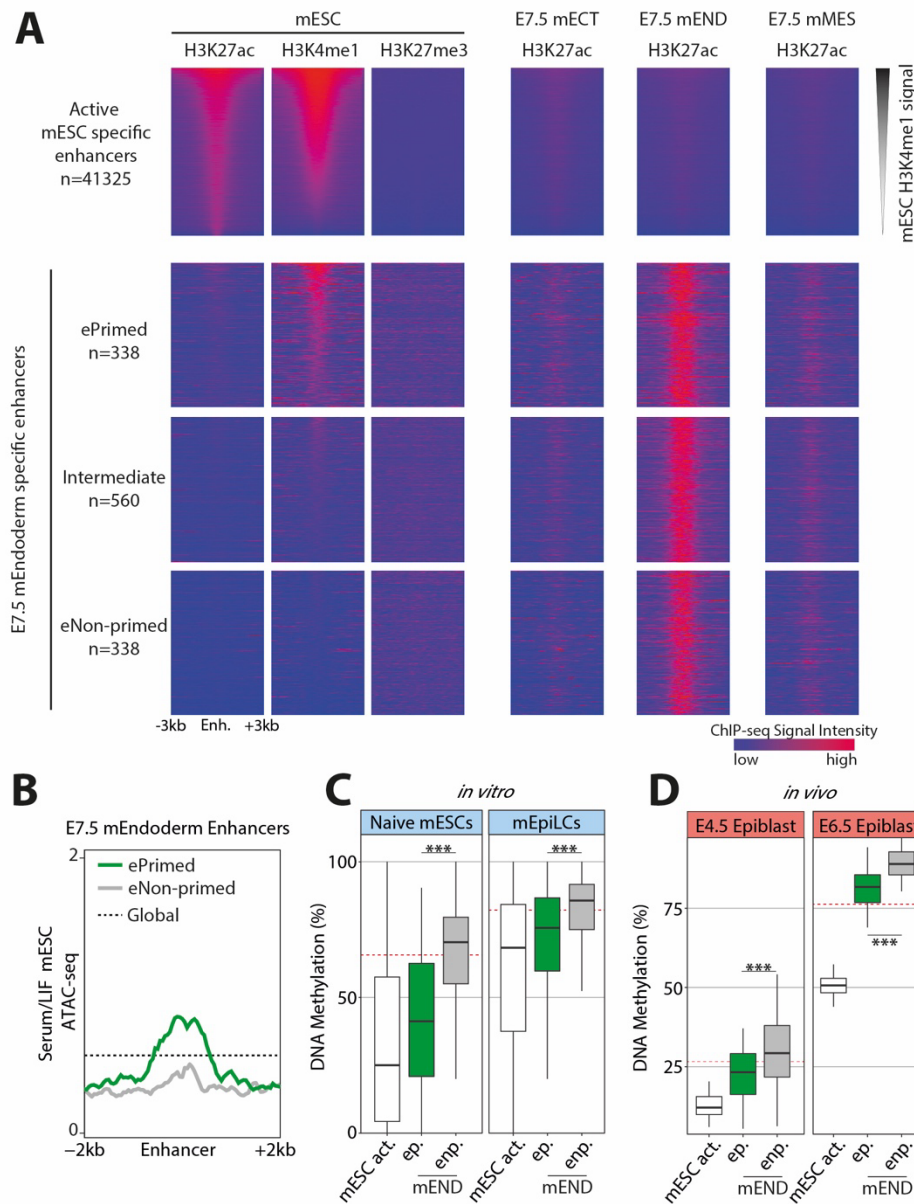 A
mESC
H3K27ac H3K4me1 H3K27me3
E7.5 mECT
H3K27ac
E7.5 mEND
H3K27ac
E7.5 mMES
H3K27ac
Active
mESC specific
enhancers
n=41325
mESC H3K4me1 signal
E7.5 mEndoderm specific enhancers
ePrimed
n=338
Intermediate
n=560
eNon-primed
n=338
-3kb Enh. +3kb
ChIP-seq Signal Intensity
low high
B
E7.5 mEndoderm Enhancers
2
ePrimed
eNon-primed
Global
Serum/LIF mESC
ATAC-seq
0
−2kb Enhancer +2kb
C
in vitro
Naive mESCs mEpiLCs
*** ***
DNA Methylation (%)
100
50
0
mESC act. ep. enp. mESC act. ep. enp.
mEND mEND
D
in vivo
E4.5 Epiblast E6.5 Epiblast
*** ***
DNA Methylation (%)
75
50
25
mESC act. ep. enp. mESC act. ep. enp.
mEND mEND